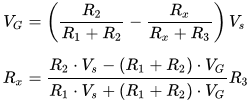 V_G = \left( \frac{R_2}{R_1 + R_2} - \frac{R_x}{R_x + R_3} \right) V_s
R_x = \frac{R_2 \cdot V_s - (R_1 + R_2) \cdot V_G}{R_1 \cdot V_s + (R_1 + R_2) \cdot V_G} R_3